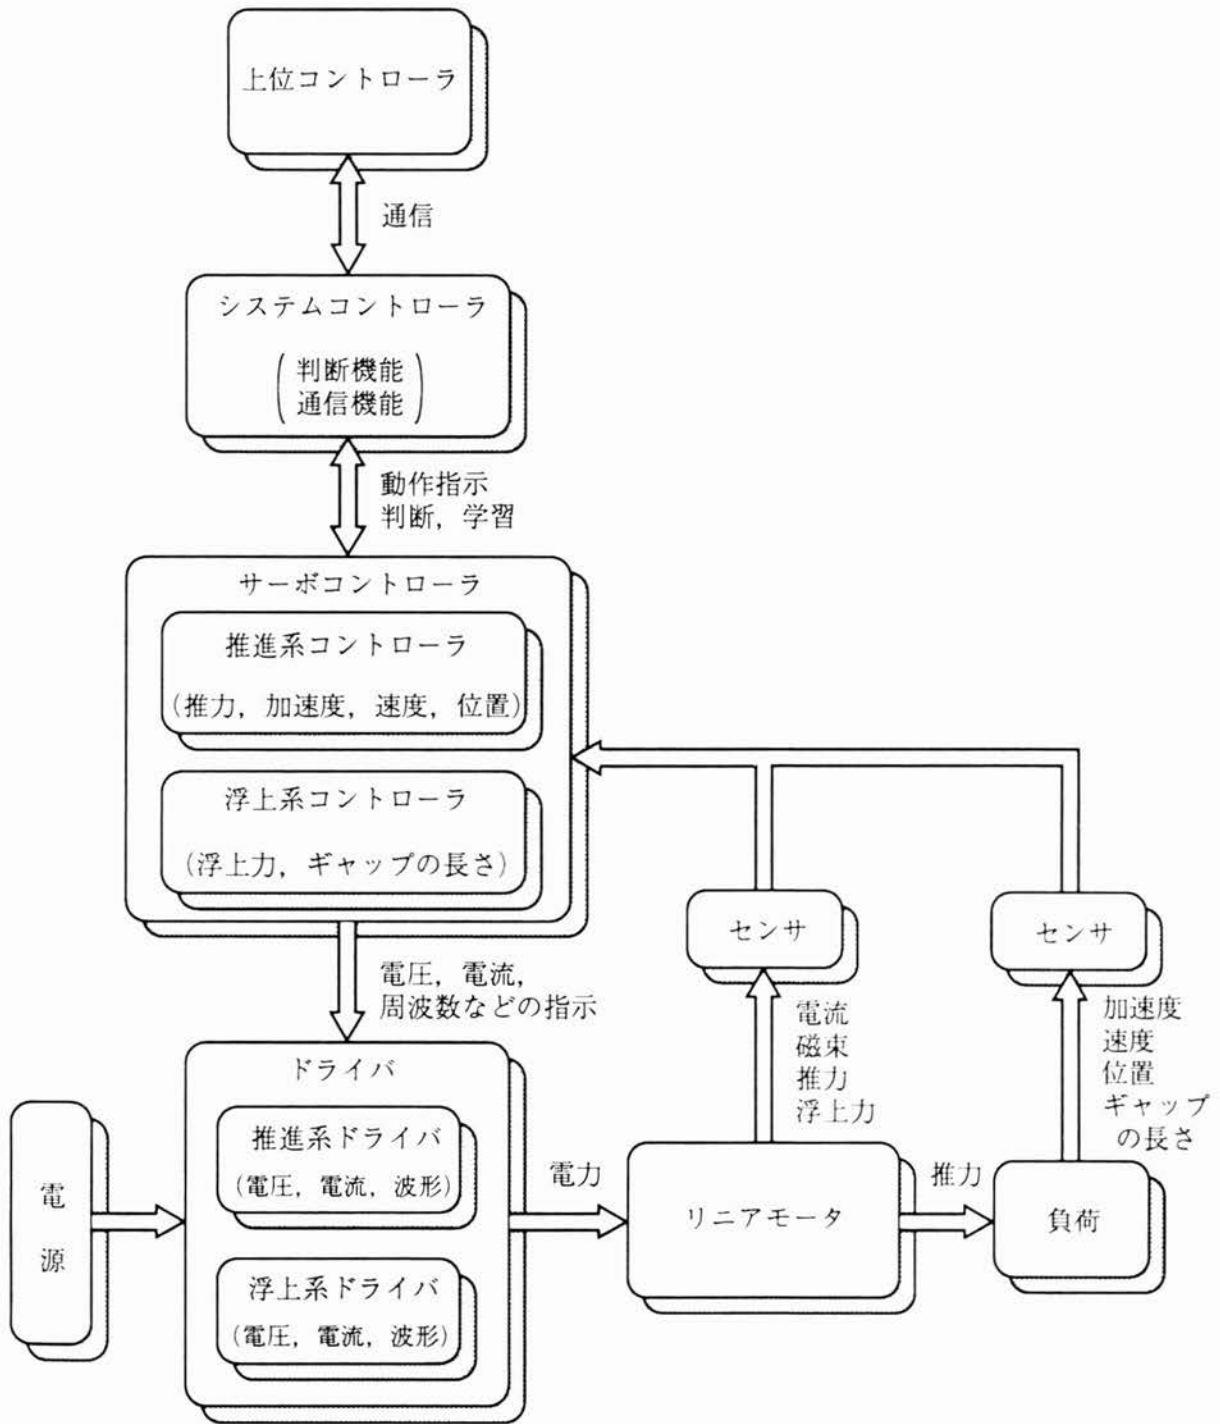 上位コントローラ
通信
システムコントローラ
(判断機能
通信機能)
動作指示
判断，学習
サーボコントローラ
推進系コントローラ
(推力，加速度，速度，位置)
浮上系コントローラ
(浮上力，ギャップの長さ)
センサ
センサ
電圧，電流，
周波数などの指示
電流
磁束
推力
浮上力
加速度
速度
位置
ギャップ
の長さ
ドライバ
電源
推進系ドライバ
(電圧，電流，波形)
浮上系ドライバ
(電圧，電流，波形)
電力
リニアモータ
推力
負荷